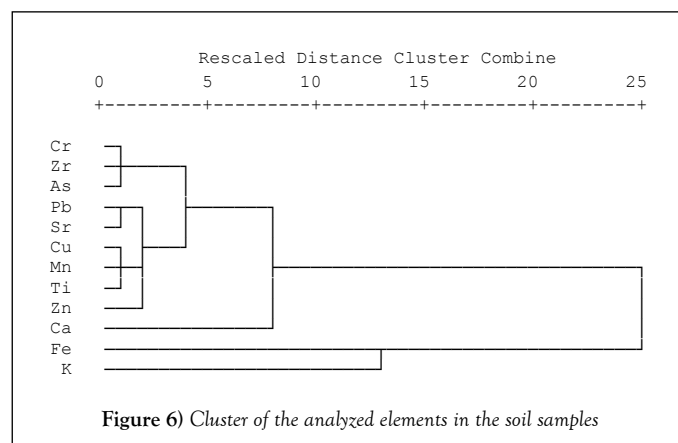 Rescaled Distance Cluster Combine
0 5 10 15 20 25
Cr
Zr
As
Pb
Sr
Cu
Mn
Ti
Zn
Ca
Fe
K
Figure 6) Cluster of the analyzed elements in the soil samples